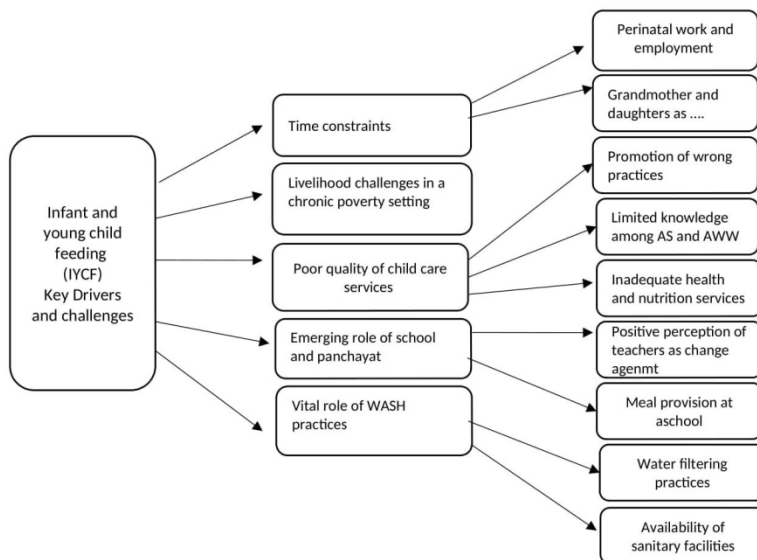 Infant and
young child
feeding
(IYCF)
Key Drivers
and challenges
Time constraints
Livelihood challenges in a
chronic poverty setting
Poor quality of child care
services
Emerging role of school
and panchayat
Vital role of WASH
practices
Perinatal work and
employment
Grandmother and
daughters as ....
Promotion of wrong
practices
Limited knowledge
among AS and AWW
Inadequate health
and nutrition services
Positive perception of
teachers as change
agenmt
Meal provision at
aschool
Water filtering
practices
Availability of
sanitary facilities